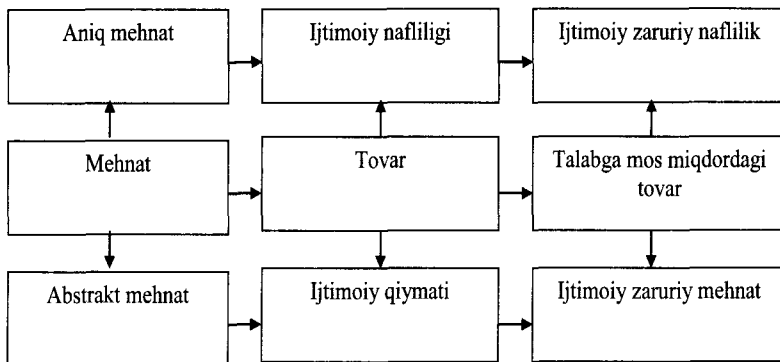 Aniq mehnat
Ijtimoiy nafliligi
Ijtimoiy zaruriy naflilik
Mehnat
Tovar
Talabga mos miqdordagi
tovar
Abstrakt mehnat
Ijtimoiy qiymati
Ijtimoiy zaruriy mehnat